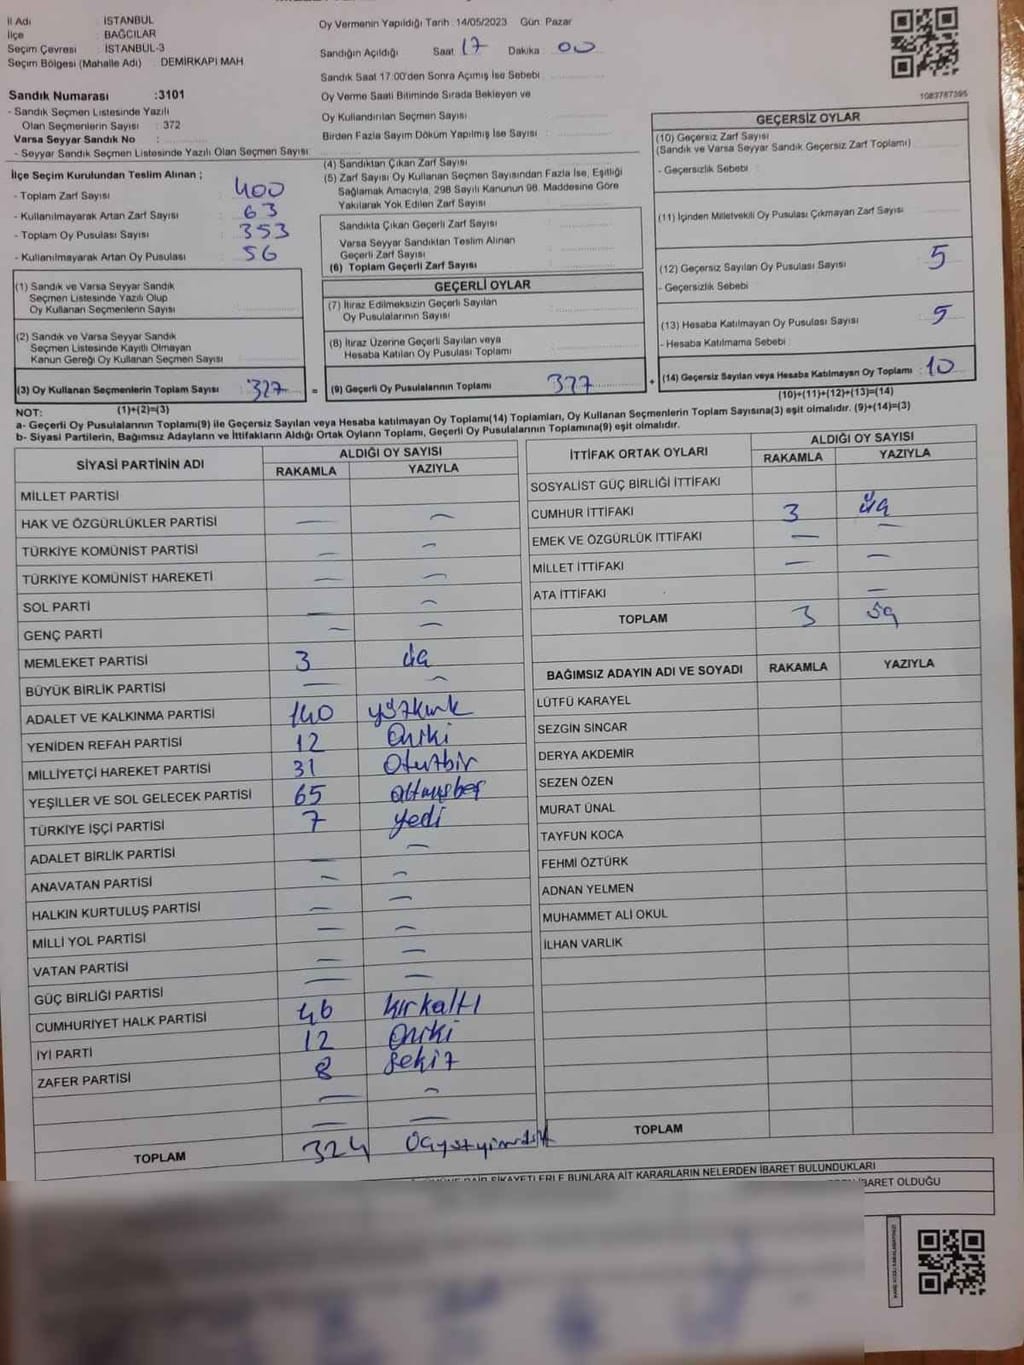 İl Adı İSTANBUL
İlçe BAĞCILAR
Seçim Çevresi : İSTANBUL-3
Seçim Bölgesi (Mahalle Adı) : DEMİRKAPI MAH
Sandık Numarası :3101
- Sandık Seçmen Listesinde Yazılı
Olan Seçmenlerin Sayısı : 372
Varsa Seyyar Sandık No :
- Seyyar Sandık Seçmen Listesinde Yazılı Olan Seçmen Sayısı:
Oy Vermenin Yapıldığı Tarih :14/05/2023 Gün: Pazar
Sandığın Açıldığı Saat 17 Dakika : 00
Sandık Saat 17:00'den Sonra Açımış İse Sebebi :
Oy Verme Saati Bitiminde Sırada Bekleyen ve
Oy Kullandırılan Seçmen Sayısı :
Birden Fazla Sayım Döküm Yapılmış İse Sayısı :
1083787395
İlçe Seçim Kurulundan Teslim Alınan ;
- Toplam Zarf Sayısı : 400
- Kullanılmayarak Artan Zarf Sayısı : 63
- Toplam Oy Pusulası Sayısı : 353
- Kullanılmayarak Artan Oy Pusulası : 56
(4) Sandıktan Çıkan Zarf Sayısı
(5) Zarf Sayısı Oy Kullanan Seçmen Sayısından Fazla İse, Eşitliği
Sağlamak Amacıyla, 298 Sayılı Kanunun 98. Maddesine Göre
Yakılarak Yok Edilen Zarf Sayısı
Sandıkta Çıkan Geçerli Zarf Sayısı
Varsa Seyyar Sandıktan Teslim Alınan
Geçerli Zarf Sayısı
(6) Toplam Geçerli Zarf Sayısı
GEÇERSİZ OYLAR
(10) Geçersiz Zarf Sayısı
(Sandık ve Varsa Seyyar Sandık Geçersiz Zarf Toplamı)
- Geçersizlik Sebebi :
(11) İçinden Milletvekili Oy Pusulası Çıkmayan Zarf Sayısı
(12) Geçersiz Sayılan Oy Pusulası Sayısı 5
- Geçersizlik Sebebi :
(13) Hesaba Katılmayan Oy Pusulası Sayısı 5
- Hesaba Katılmama Sebebi :
(14) Geçersiz Sayılan veya Hesaba Katılmayan Oy Toplamı : 10
(10)+(11)+(12)+(13)=(14)
(1) Sandık ve Varsa Seyyar Sandık
Seçmen Listesinde Yazılı Olup
Oy Kullanan Seçmenlerin Sayısı
(2) Sandık ve Varsa Seyyar Sandık
Seçmen Listesinde Kayıtlı Olmayan
Kanun Gereği Oy Kullanan Seçmen Sayısı
(3) Oy Kullanan Seçmenlerin Toplam Sayısı 327 =
(1)+(2)=(3)
GEÇERLİ OYLAR
(7) İtiraz Edilmeksizin Geçerli Sayılan
Oy Pusulalarının Sayısı
(8) İtiraz Üzerine Geçerli Sayılan veya
Hesaba Katılan Oy Pusulası Toplamı
(9) Geçerli Oy Pusulalarının Toplamı 327 +
NOT:
a- Geçerli Oy Pusulalarının Toplamı(9) ile Geçersiz Sayılan veya Hesaba katılmayan Oy Toplamı(14) Toplamları, Oy Kullanan Seçmenlerin Toplam Sayısına(3) eşit olmalıdır. (9)+(14)=(3)
b- Siyasi Partilerin, Bağımsız Adayların ve İttifakların Aldığı Ortak Oyların Toplamı, Geçerli Oy Pusulalarının Toplamına(9) eşit olmalıdır.
SİYASİ PARTİNİN ADI ALDIĞI OY SAYISI
RAKAMLA YAZIYLA
MİLLET PARTİSİ
HAK VE ÖZGÜRLÜKLER PARTİSİ — —
TÜRKİYE KOMÜNİST PARTİSİ — —
TÜRKİYE KOMÜNİST HAREKETİ — —
SOL PARTİ — —
GENÇ PARTİ — —
MEMLEKET PARTİSİ 3 üç
BÜYÜK BİRLİK PARTİSİ — —
ADALET VE KALKINMA PARTİSİ 140 yüzkırk
YENİDEN REFAH PARTİSİ 12 Oniki
MİLLİYETÇİ HAREKET PARTİSİ 31 Otuzbir
YEŞİLLER VE SOL GELECEK PARTİSİ 65 altmışbeş
TÜRKİYE İŞÇİ PARTİSİ 7 yedi
ADALET BİRLİK PARTİSİ — —
ANAVATAN PARTİSİ — —
HALKIN KURTULUŞ PARTİSİ — —
MİLLİ YOL PARTİSİ — —
VATAN PARTİSİ — —
GÜÇ BİRLİĞİ PARTİSİ — —
CUMHURİYET HALK PARTİSİ 46 kırkaltı
İYİ PARTİ 12 Oniki
ZAFER PARTİSİ 8 Sekiz
TOPLAM 324 Üçyüzyirmidört
İTTİFAK ORTAK OYLARI ALDIĞI OY SAYISI
RAKAMLA YAZIYLA
SOSYALİST GÜÇ BİRLİĞİ İTTİFAKI
CUMHUR İTTİFAKI 3 üç
EMEK VE ÖZGÜRLÜK İTTİFAKI — —
MİLLET İTTİFAKI — —
ATA İTTİFAKI —
TOPLAM 3 üç
BAĞIMSIZ ADAYIN ADI VE SOYADI RAKAMLA YAZIYLA
LÜTFÜ KARAYEL
SEZGİN SİNCAR
DERYA AKDEMİR
SEZEN ÖZEN
MURAT ÜNAL
TAYFUN KOCA
FEHMİ ÖZTÜRK
ADNAN YELMEN
MUHAMMET ALİ OKUL
İLHAN VARLIK
TOPLAM
ŞİKAYETLERLE BUNLARA AİT KARARLARIN NELERDEN İBARET BULUNDUKLARI
İBARET OLDUĞU